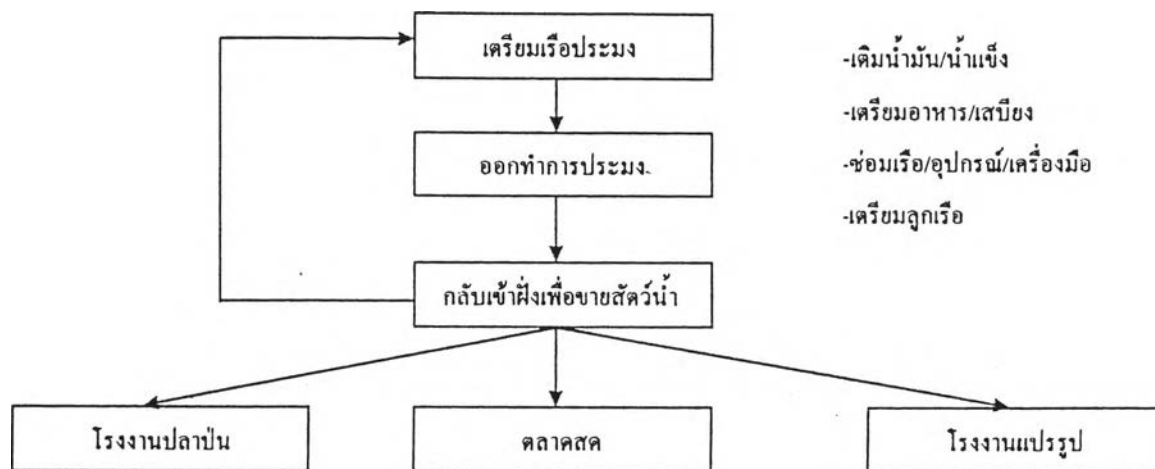 เตรียมเรือประมง
-เติมน้ำมัน/น้ำแข็ง
-เตรียมอาหาร/เสบียง
ออกทำการประมง
-ซ่อมเรือ/อุปกรณ์/เครื่องมือ
-เตรียมลูกเรือ
กลับเข้าฝั่งเพื่อขายสัตว์น้ำ
โรงงานปลาป่น
ตลาดสด
โรงงานแปรรูป